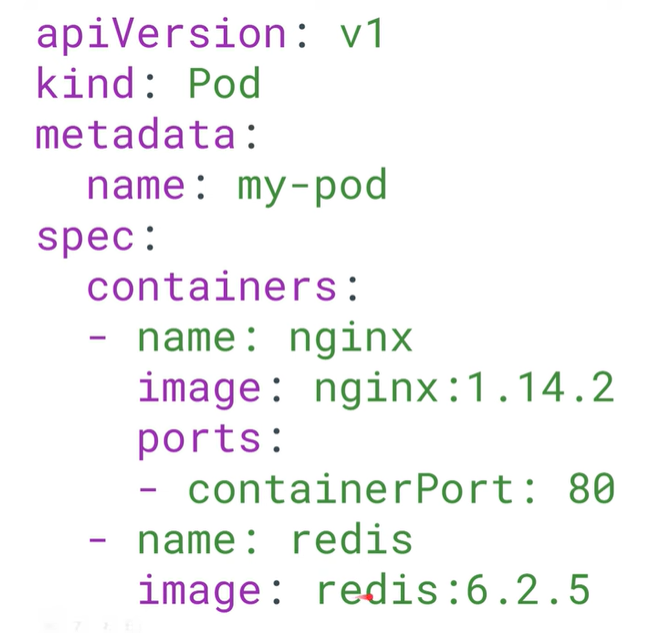 apiVersion: v1
kind: Pod
metadata:
  name: my-pod
spec:
  containers:
  - name: nginx
    image: nginx:1.14.2
    ports:
    - containerPort: 80
  - name: redis
    image: redis:6.2.5